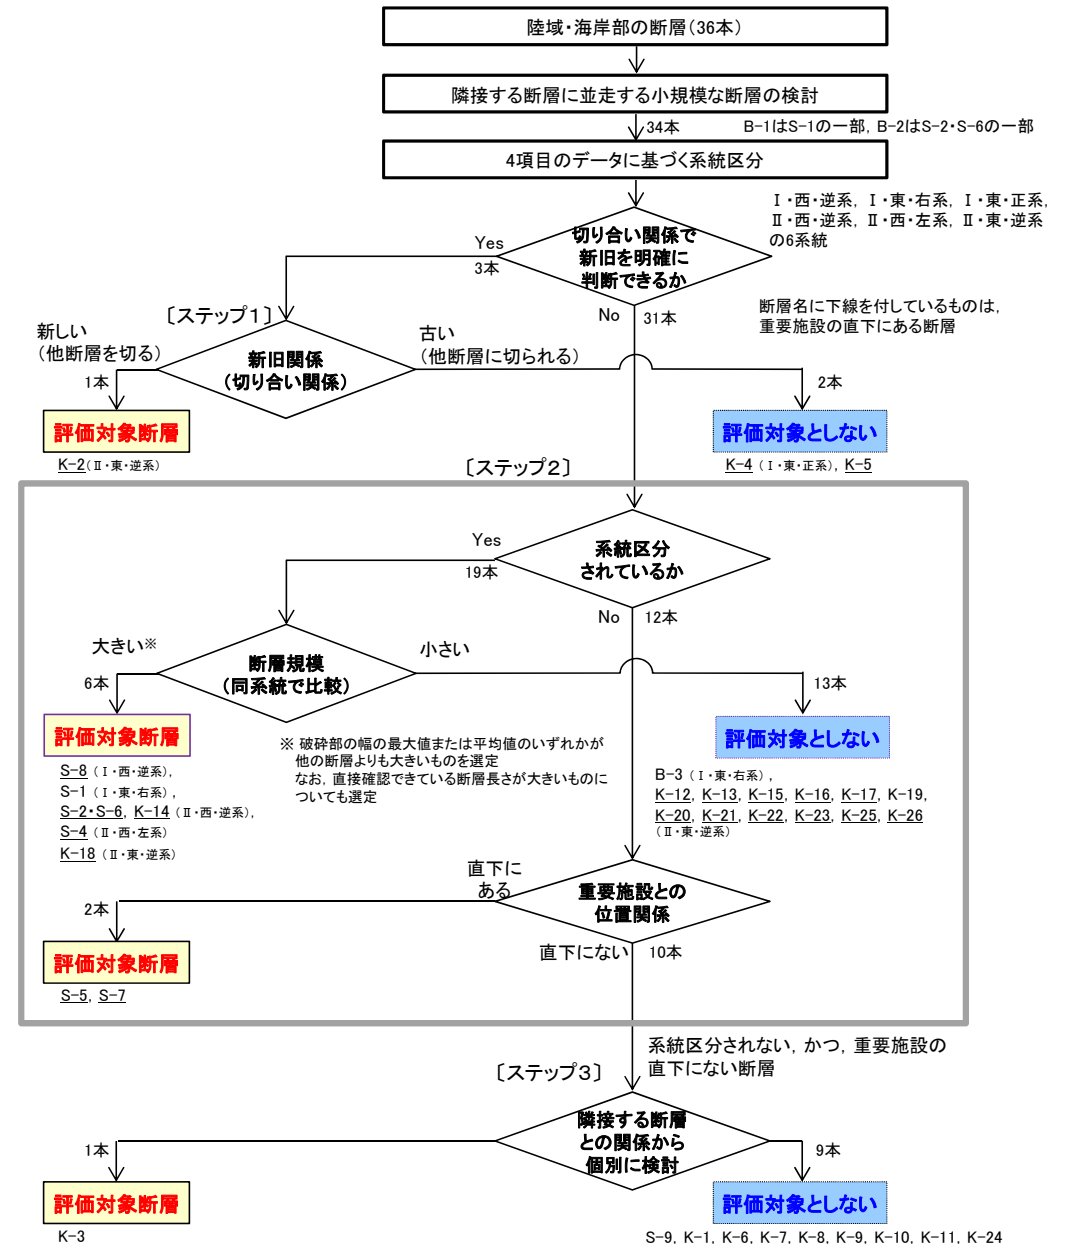 陸域・海岸部の断層(36本)
隣接する断層に並走する小規模な断層の検討
34本
B-1はS-1の一部, B-2はS-2・S-6の一部
4項目のデータに基づく系統区分
Ⅰ・西・逆系, Ⅰ・東・右系, Ⅰ・東・正系,
Ⅱ・西・逆系, Ⅱ・西・左系, Ⅱ・東・逆系
の6系統
切り合い関係で
新旧を明確に
判断できるか
Yes
3本
No
31本
断層名に下線を付しているものは,
重要施設の直下にある断層
〔ステップ1〕
新しい
(他断層を切る)
1本
新旧関係
(切り合い関係)
古い
(他断層に切られる)
2本
評価対象断層
K-2(Ⅱ・東・逆系)
評価対象としない
K-4 (Ⅰ・東・正系), K-5
〔ステップ2〕
系統区分
されているか
Yes
19本
No
12本
大きい※
6本
断層規模
(同系統で比較)
小さい
13本
評価対象断層
S-8 (Ⅰ・西・逆系),
S-1 (Ⅰ・東・右系),
S-2・S-6, K-14 (Ⅱ・西・逆系),
S-4 (Ⅱ・西・左系)
K-18 (Ⅱ・東・逆系)
※ 破砕部の幅の最大値または平均値のいずれかが
他の断層よりも大きいものを選定
なお, 直接確認できている断層長さが大きいものに
ついても選定
評価対象としない
B-3 (Ⅰ・東・右系),
K-12, K-13, K-15, K-16, K-17, K-19,
K-20, K-21, K-22, K-23, K-25, K-26
(Ⅱ・東・逆系)
直下に
ある
2本
重要施設との
位置関係
直下にない
10本
評価対象断層
S-5, S-7
系統区分されない, かつ, 重要施設の
直下にない断層
〔ステップ3〕
隣接する断層
との関係から
個別に検討
1本
9本
評価対象断層
K-3
評価対象としない
S-9, K-1, K-6, K-7, K-8, K-9, K-10, K-11, K-24